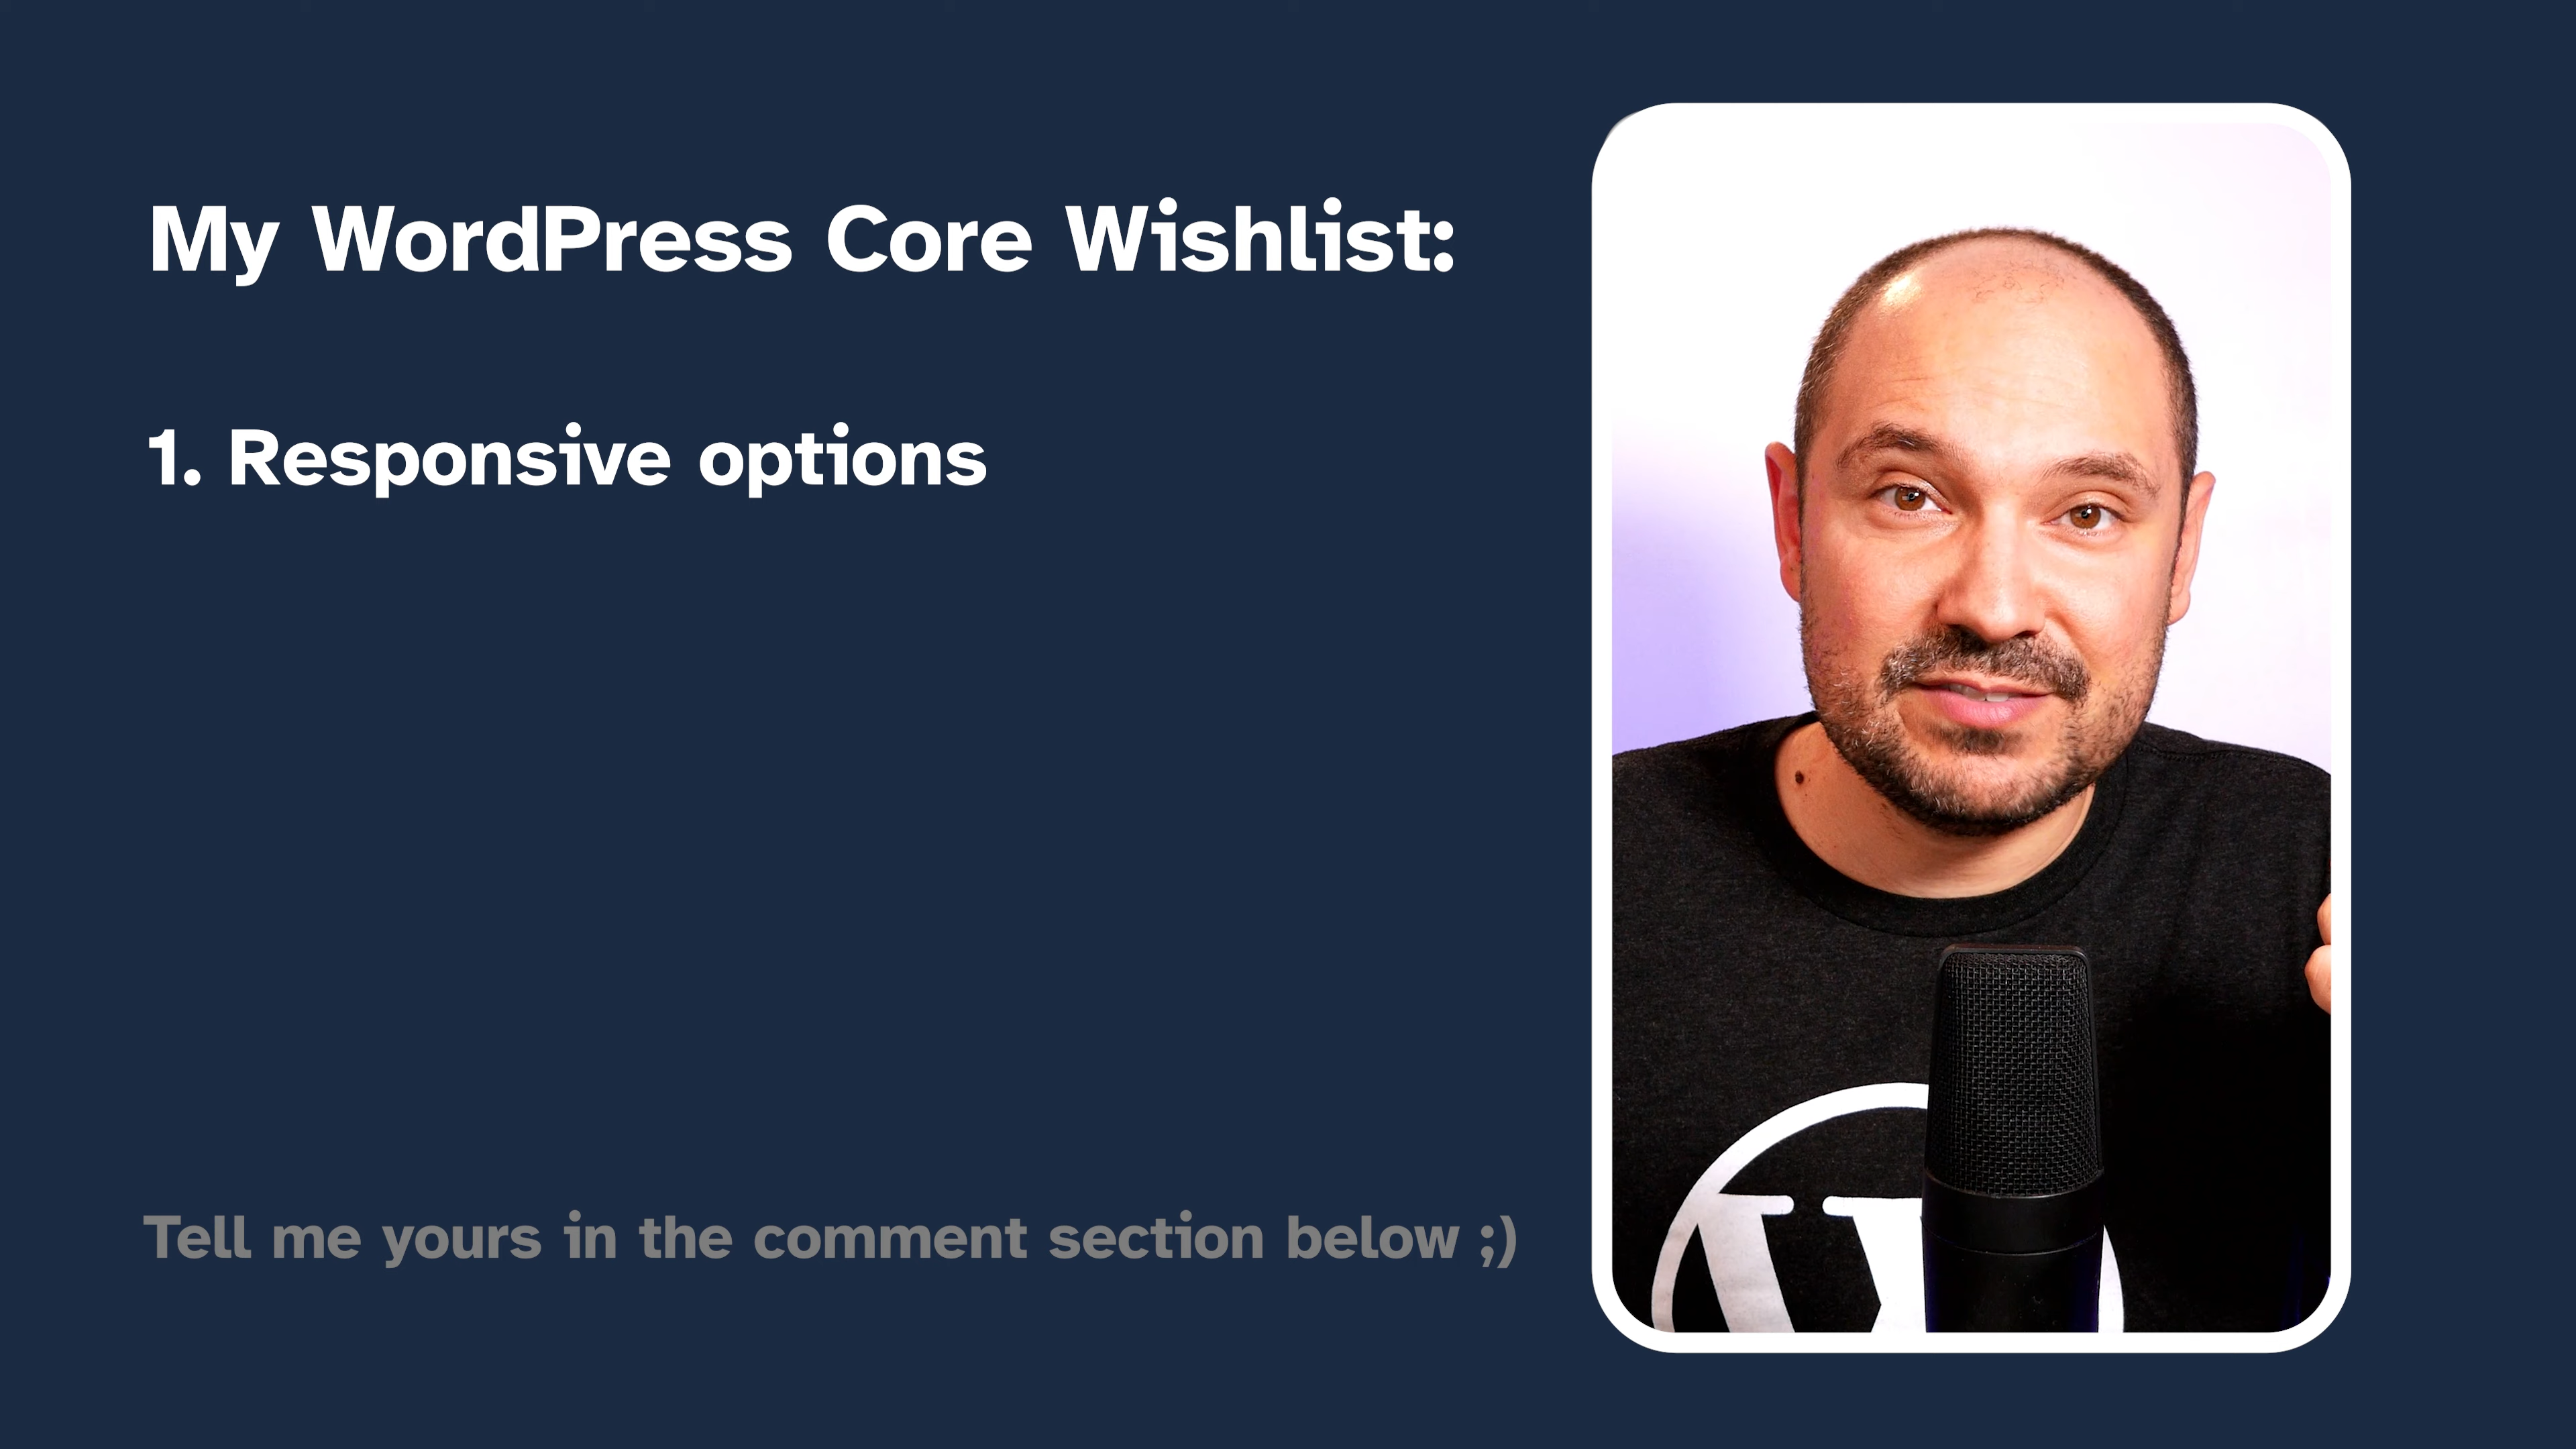 My WordPress Core Wishlist:
1. Responsive options
Tell me yours in the comment section below ;)